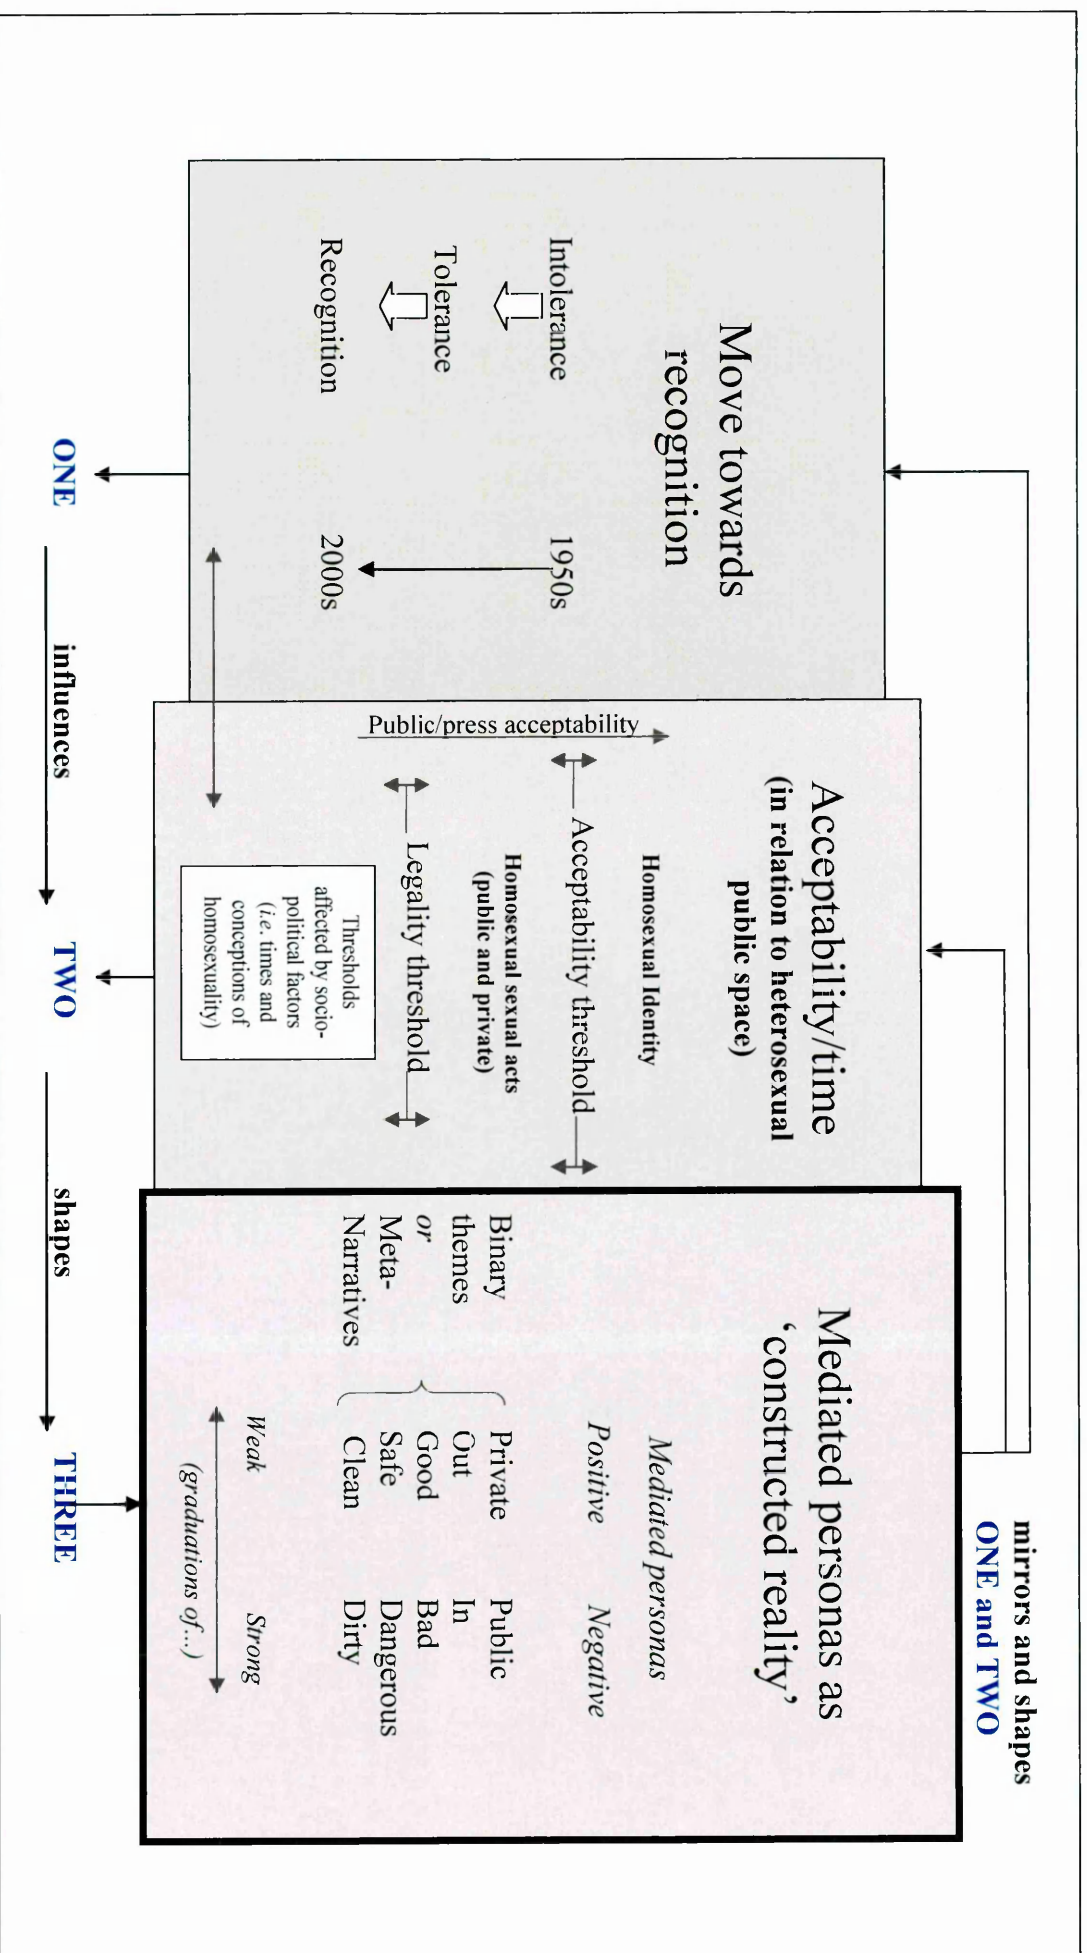 mirrors and shapes
ONE and TWO
Move towards
recognition
Intolerance
Tolerance
Recognition
1950s
2000s
Acceptability/time
(in relation to heterosexual
public space)
Public/press acceptability
Homosexual Identity
Acceptability threshold
Homosexual sexual acts
(public and private)
Legality threshold
Thresholds
affected by socio-
political factors
(i.e. times and
conceptions of
homosexuality)
Mediated personas as
‘constructed reality’
Mediated personas
Positive Negative
Binary
themes
or
Meta-
Narratives
Private Public
Out In
Good Bad
Safe Dangerous
Clean Dirty
Weak Strong
(graduations of...)
ONE influences TWO shapes THREE